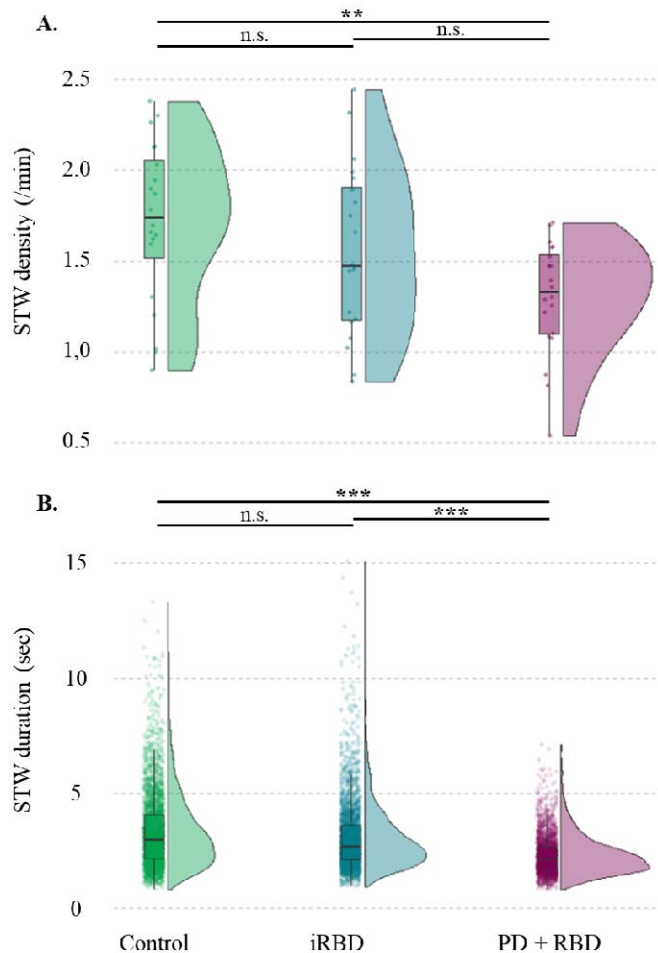 A.
**
n.s.
n.s.
STW density (/min)
2.5
2.0
1.5
1,0
0.5
B.
***
n.s.
***
STW duration (sec)
15
10
5
0
Control
iRBD
PD + RBD